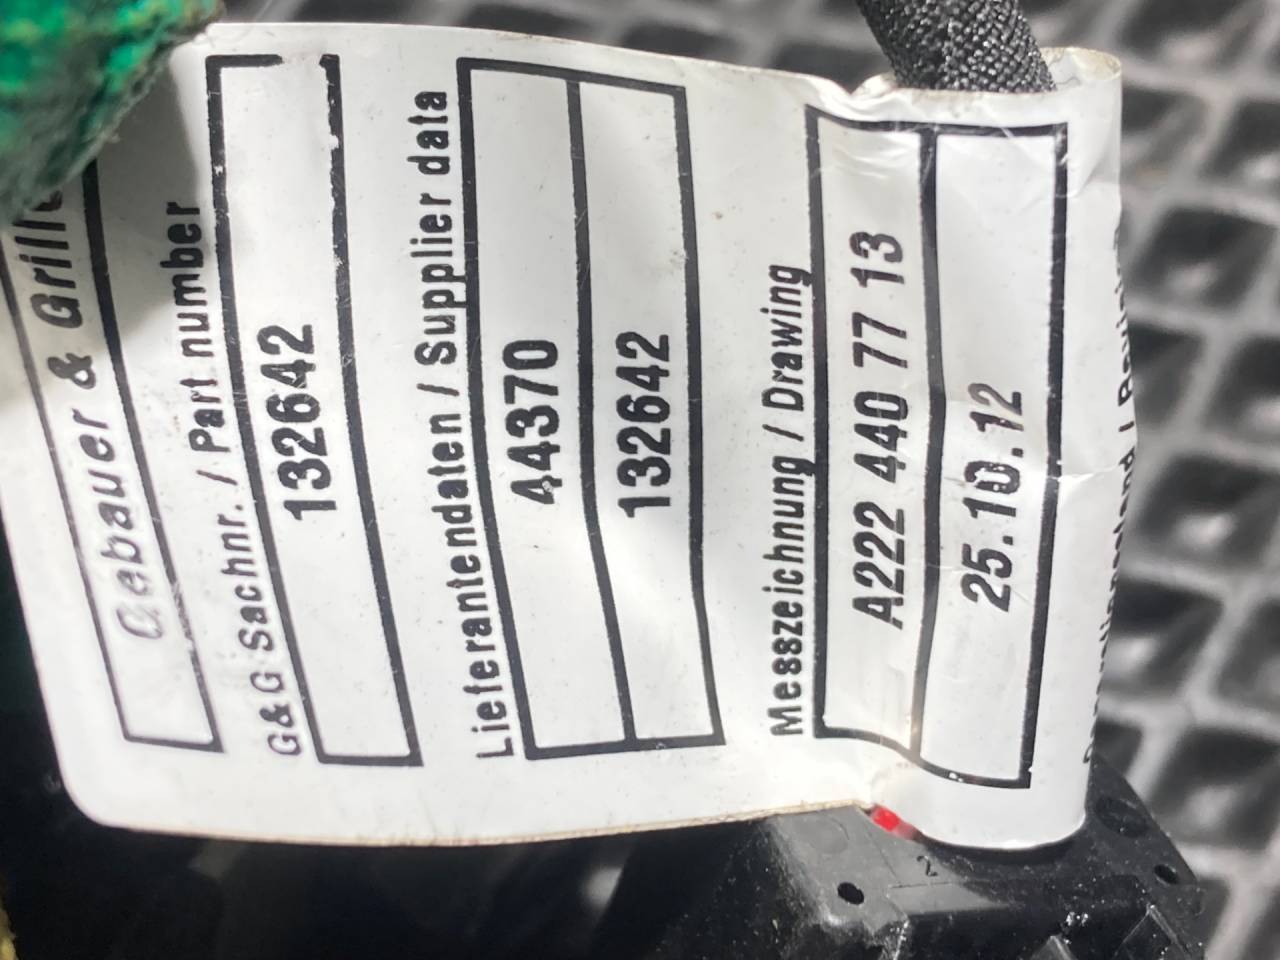 Gebauer & Grille
G&G Sachnr. / Part number
132642
Lieferantendaten / Supplier data
44370
132642
Messzeichnung / Drawing
A222 440 77 13
25.10.12
2